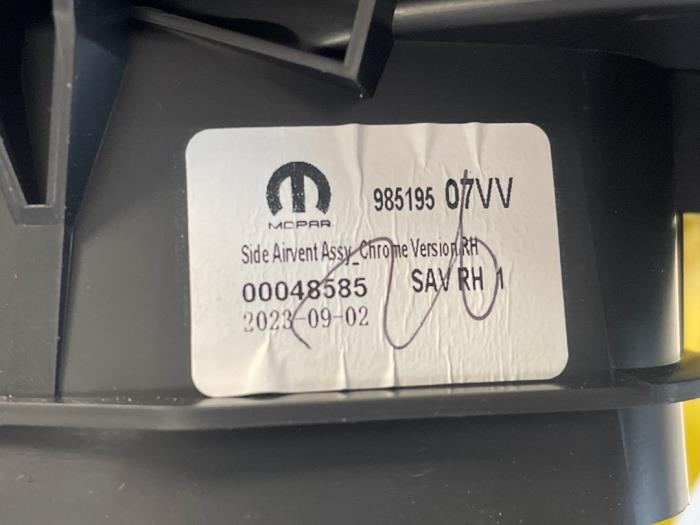 MOPAR
985195 07VV
Side Airvent Assy_Chrome Version RH
00048585 SAV RH 1
2023-09-02